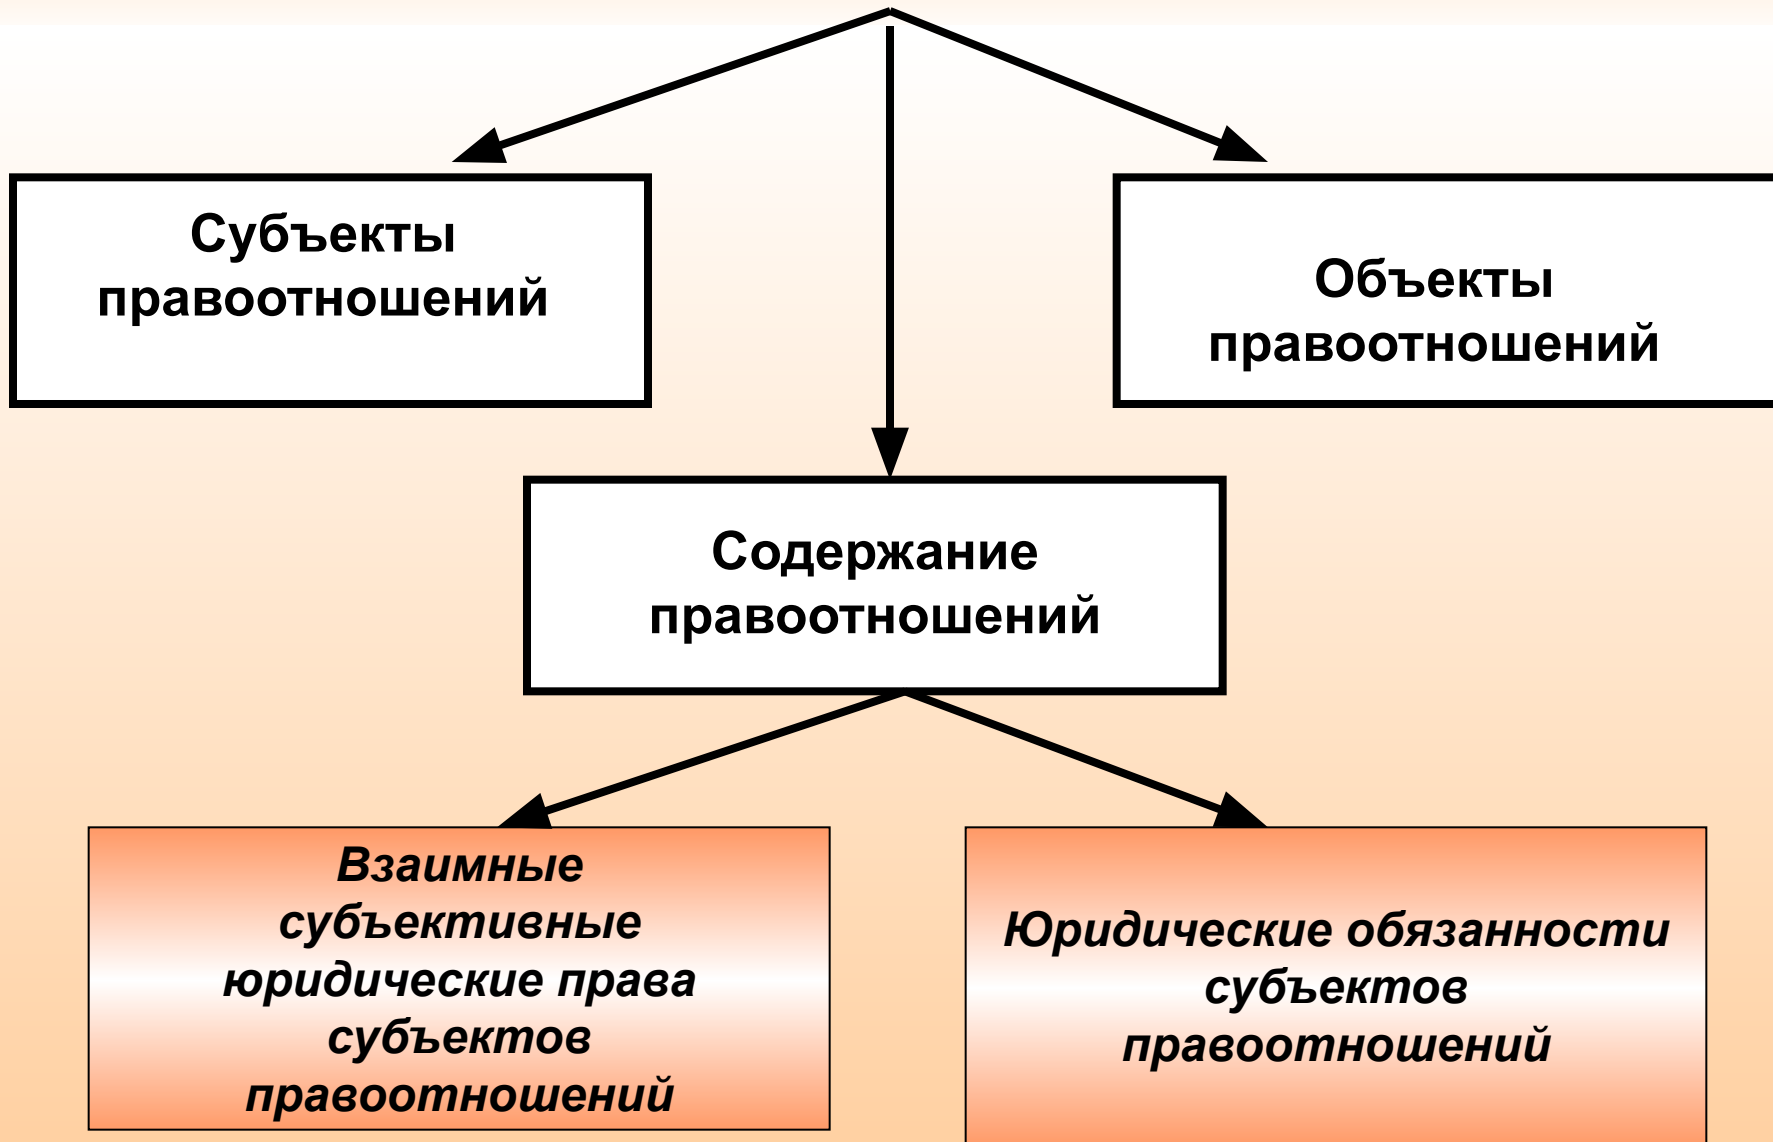 Субъекты
правоотношений
Объекты
правоотношений
Содержание
правоотношений
Взаимные
субъективные
юридические права
субъектов
правоотношений
Юридические обязанности
субъектов
правоотношений